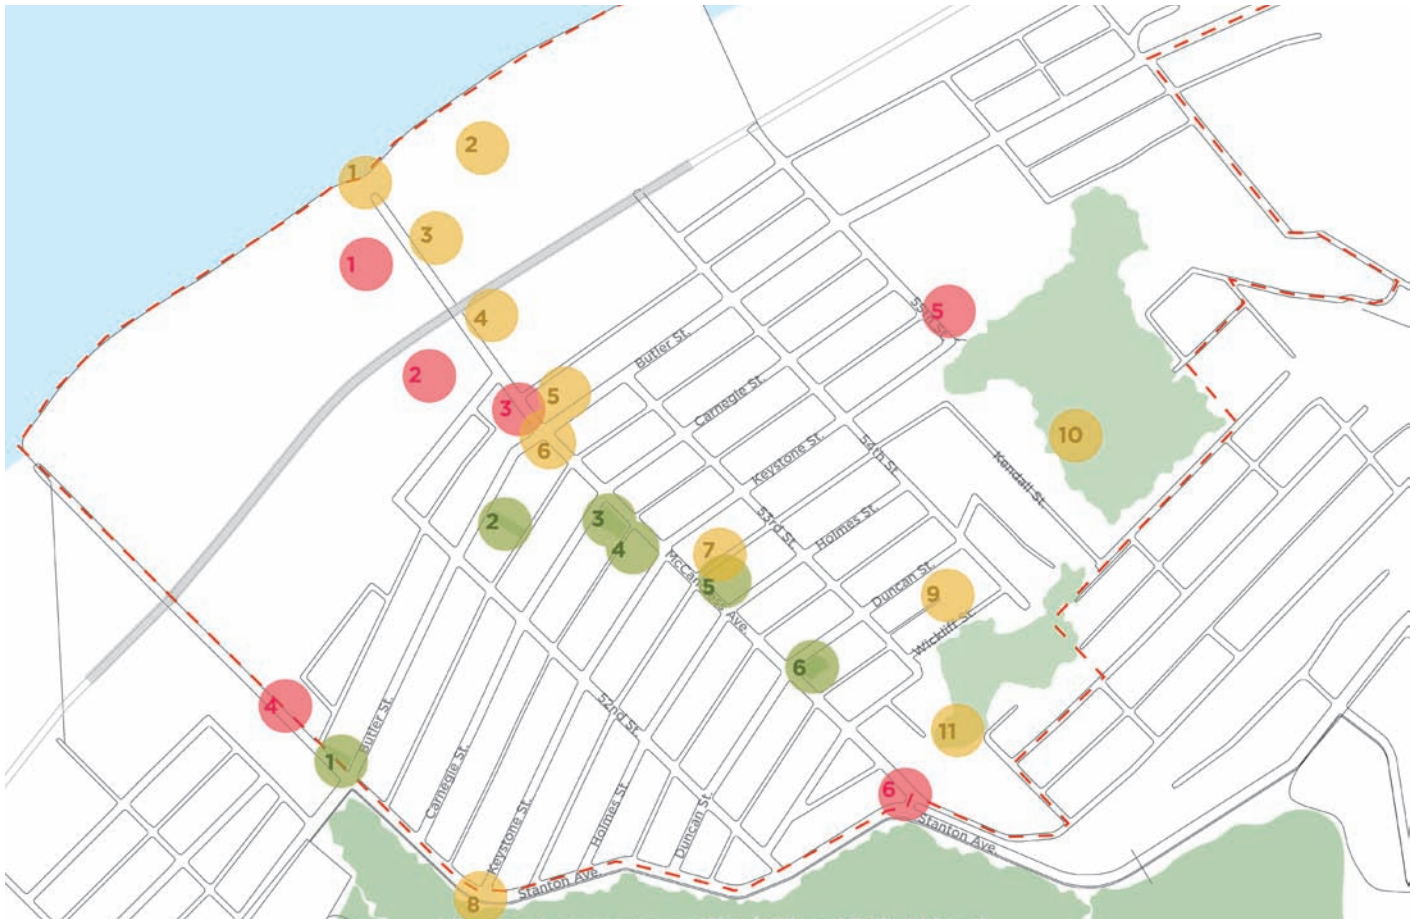 2
1
3
1
4
5
55th St.
Butler St.
2
5
3
Carnegie St.
6
10
54th St.
Keystone St.
Kendall St.
2
3
53rd St.
Holmes St.
4
7
McCandless Ave.
5
Duncan St.
9
Wickliff St.
6
4
52nd St.
Butler St.
11
1
Carnegie St.
6
Stanton Ave.
Keystone St.
Holmes St.
Duncan St.
Stanton Ave.
8